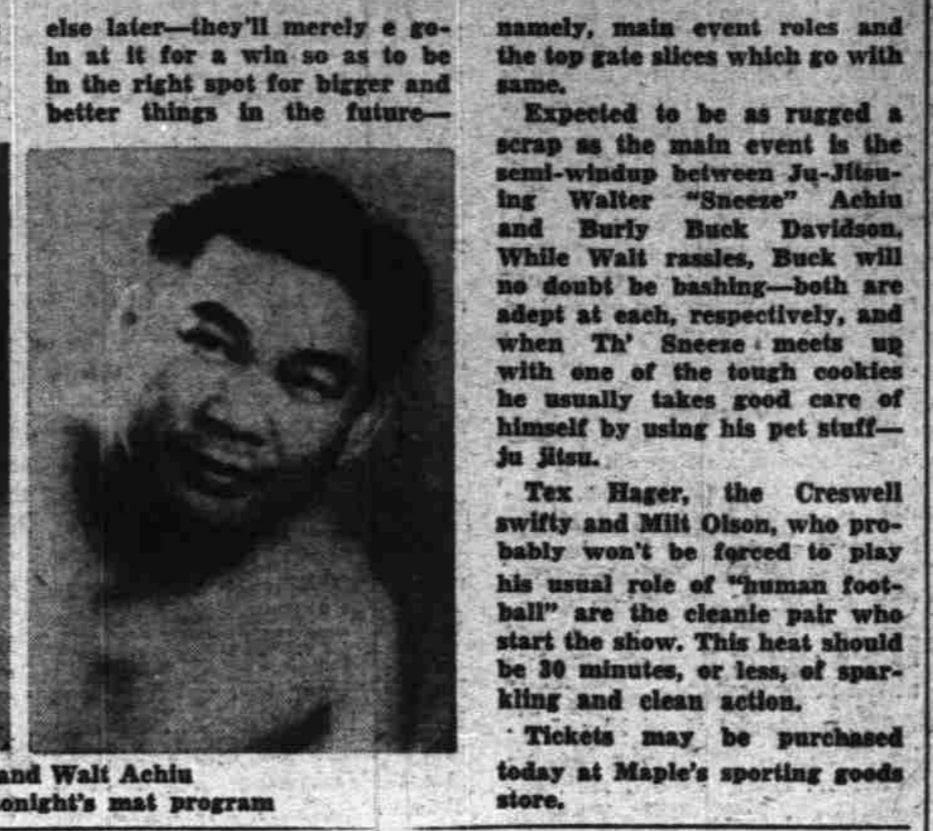 else later—they'll merely e go-
in at it for a win so as to be
in the right spot for bigger and
better things in the future—
and Walt Achiu
onight's mat program
namely, main event roles and
the top gate slices which go with
same.
Expected to be as rugged a
scrap as the main event is the
semi-windup between Ju-Jitsu-
ing Walter "Sneeze" Achiu
and Burly Buck Davidson.
While Walt rassles, Buck will
no doubt be bashing—both are
adept at each, respectively, and
when Th' Sneeze meets up
with one of the tough cookies
he usually takes good care of
himself by using his pet stuff—
ju jitsu.
Tex Hager, the Creswell
swifty and Milt Olson, who pro-
bably won't be forced to play
his usual role of "human foot-
ball" are the cleanie pair who
start the show. This heat should
be 30 minutes, or less, of spar-
kling and clean action.
Tickets may be purchased
today at Maple's sporting goods
store.